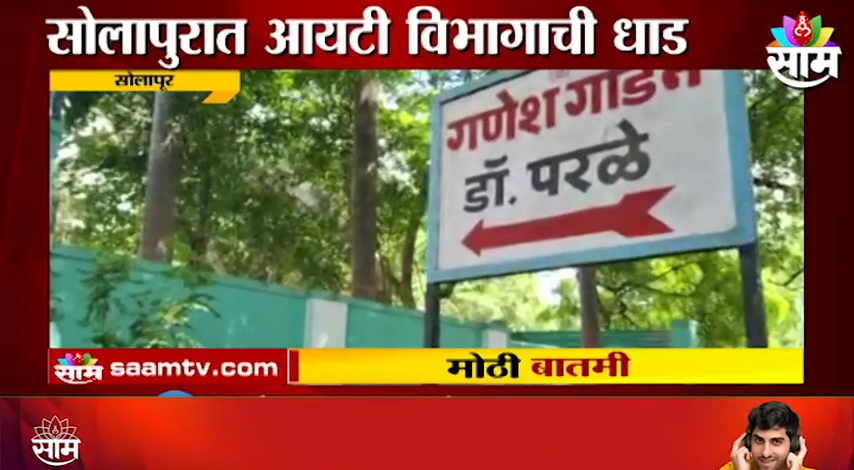 सोलापुरात आयटी विभागाची धाड
साम
सोलापूर
गणेश गार्डन
डॉ. परळे
साम saamtv.com
मोठी बातमी
साम